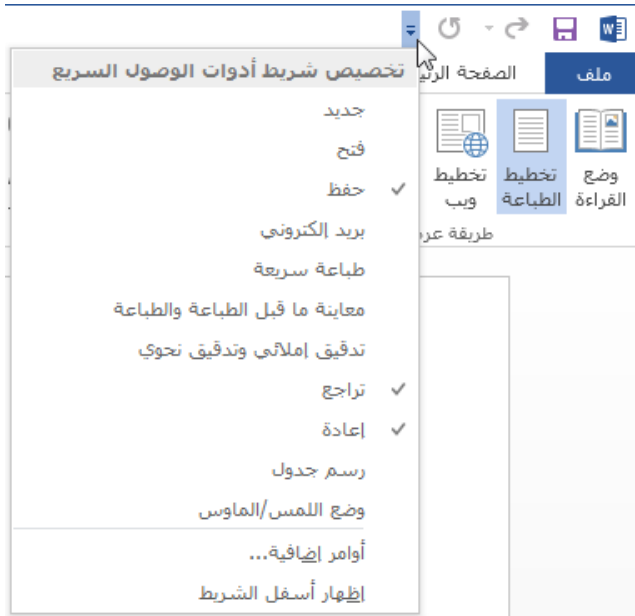 ملف
الصفحة
وضع القراءة
تخطيط الطباعة
تخطيط ويب
طريقة
تخصيص شريط أدوات الوصول السريع
جديد
فتح
حفظ
بريد إلكتروني
طباعة سريعة
معاينة ما قبل الطباعة والطباعة
تدقيق إملائي وتدقيق نحوي
تراجع
إعادة
رسم جدول
وضع اللمس/الماوس
أوامر إضافية...
إظهار أسفل الشريط